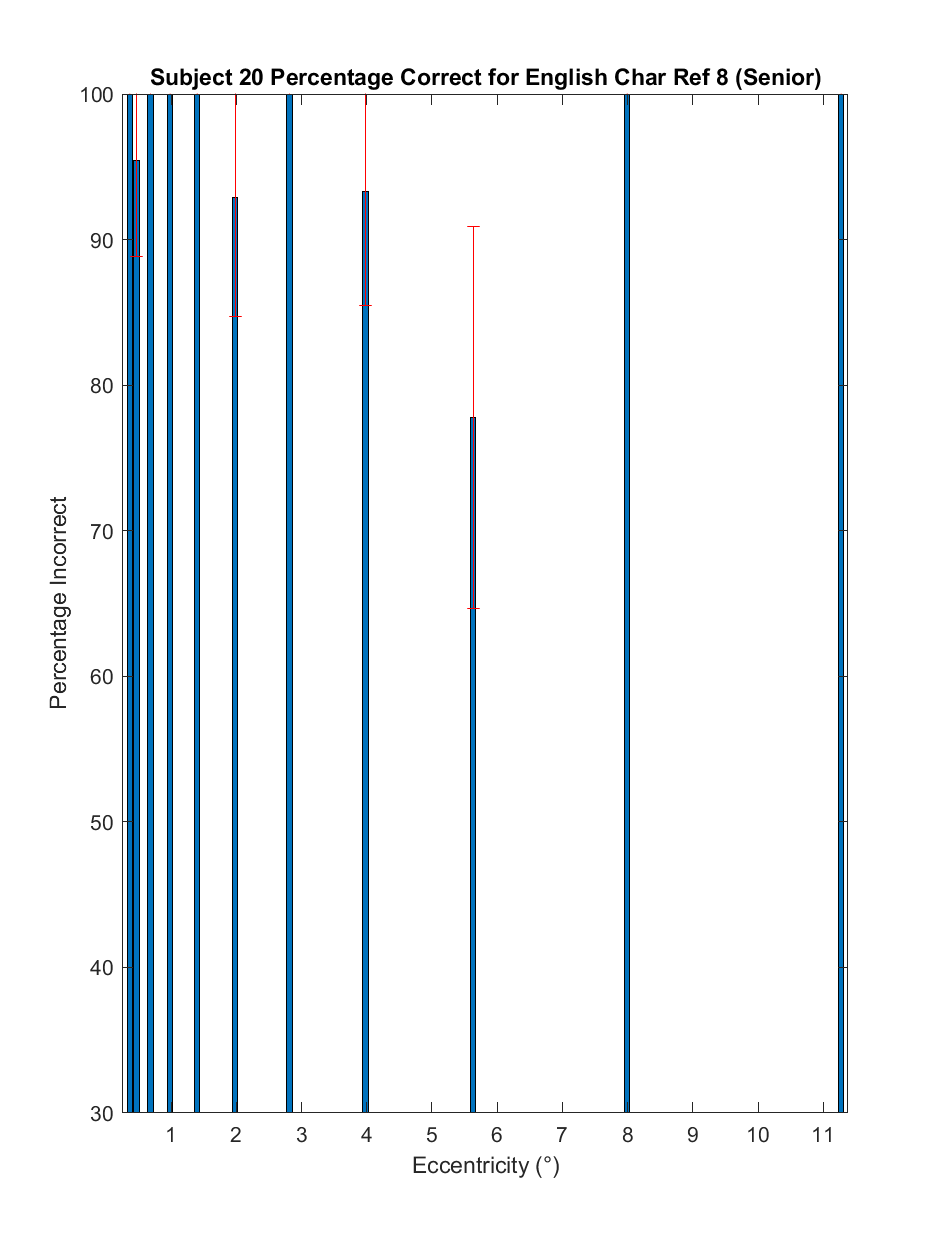 Subject 20 Percentage Correct for English Char Ref 8 (Senior)
100
90
80
70
60
50
40
30
Percentage Incorrect
1 2 3 4 5 6 7 8 9 10 11
Eccentricity (°)